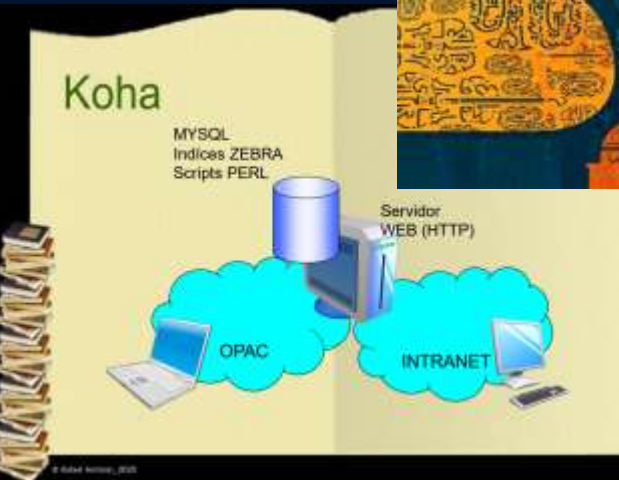 Koha
MYSQL
Indices ZEBRA
Scripts PERL
Servidor
WEB (HTTP)
OPAC
INTRANET